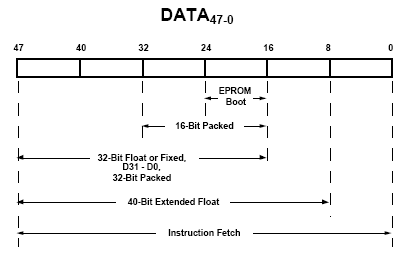 DATA47-0
47 40 32 24 16 8 0
EPROM
Boot
16-Bit Packed
32-Bit Float or Fixed,
D31 - D0,
32-Bit Packed
40-Bit Extended Float
Instruction Fetch